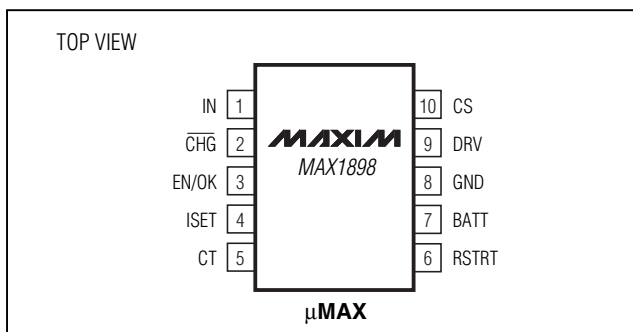 TOP VIEW
IN 1
CHG 2
EN/OK 3
ISET 4
CT 5
MAXIM
MAX1898
10 CS
9 DRV
8 GND
7 BATT
6 RSTRT
μMAX